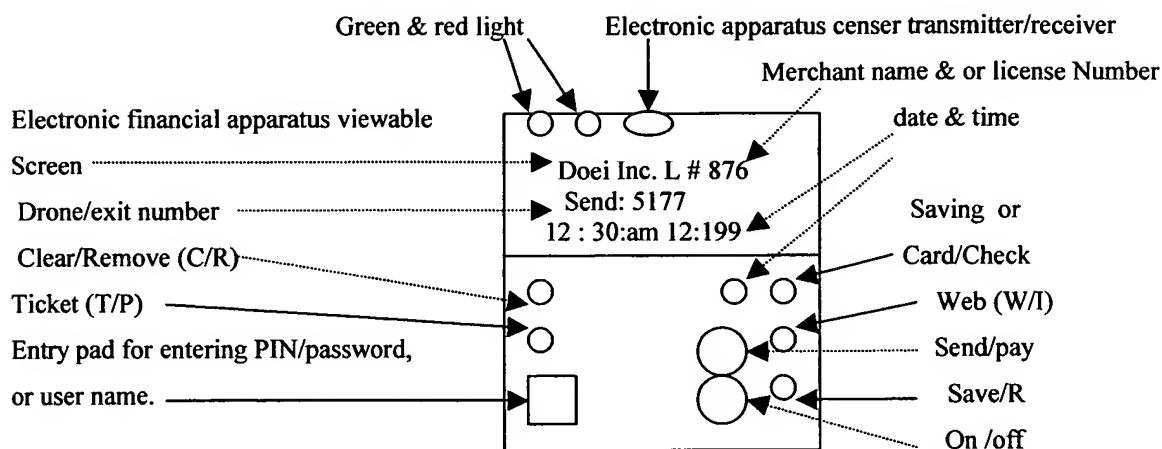 Green & red light
Electronic apparatus censer transmitter/receiver
Merchant name & or license Number
Electronic financial apparatus viewable
date & time
Screen
Doei Inc. L # 876
Drone/exit number
Send: 5177
Saving or
12 : 30:am 12:199
Clear/Remove (C/R)
Card/Check
Ticket (T/P)
Web (W/I)
Entry pad for entering PIN/password,
Send/pay
or user name.
Save/R
On /off